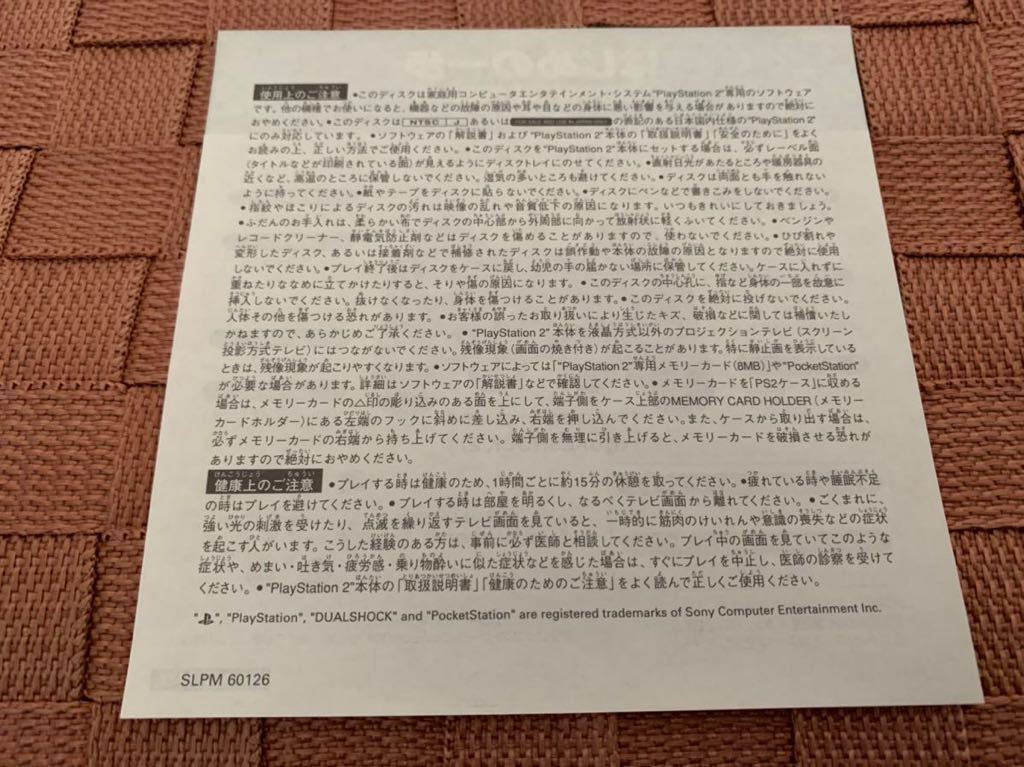 使用上のご注意 ●このディスクは家庭用コンピュータエンタテインメント・システム"PlayStation 2"専用のソフトウェア
です。他の機種でお使いになると、機器などの故障の原因や耳や目などの身体に悪い影響を与える場合がありますので絶対に
おやめください。●このディスクは NTSC J あるいは FOR SALE AND USE IN JAPAN ONLY の表記のある日本国内仕様の"PlayStation 2"
にのみ対応しています。●ソフトウェアの「解説書」および"PlayStation 2"本体の「取扱説明書」「安全のために」をよく
お読みの上、正しい方法でご使用ください。●このディスクを"PlayStation 2"本体にセットする場合は、必ずレーベル面
(タイトルなどが印刷されている面)が見えるようにディスクトレイにのせてください。●直射日光があたるところや暖房器具の
近くなど、高温のところに保管しないでください。湿気の多いところも避けてください。●ディスクは両面とも手を触れない
ように持ってください。●紙やテープをディスクに貼らないでください。●ディスクにペンなどで書きこみをしないでください。
●指紋やほこりによるディスクの汚れは映像の乱れや音質低下の原因になります。いつもきれいにしておきましょう。
●ふだんのお手入れは、柔らかい布でディスクの中心部から外周部に向かって放射状に軽くふいてください。●ベンジンや
レコードクリーナー、静電気防止剤などはディスクを傷めることがありますので、使わないでください。●ひび割れや
変形したディスク、あるいは接着剤などで補修されたディスクは誤作動や本体の故障の原因となりますので絶対に使用
しないでください。●プレイ終了後はディスクをケースに戻し、幼児の手の届かない場所に保管してください。ケースに入れずに
重ねたりななめに立てかけたりすると、そりや傷の原因になります。●このディスクの中心孔に、指など身体の一部を故意に
挿入しないでください。抜けなくなったり、身体を傷つけることがあります。●このディスクを絶対に投げないでください。
人体その他を傷つける恐れがあります。●お客様の誤ったお取り扱いにより生じたキズ、破損などに関しては補償いたし
かねますので、あらかじめご了承ください。●"PlayStation 2"本体を液晶方式以外のプロジェクションテレビ(スクリーン
投影方式テレビ)にはつながないでください。残像現象(画面の焼き付き)が起こることがあります。特に静止画を表示している
ときは、残像現象が起こりやすくなります。●ソフトウェアによっては「"PlayStation 2"専用メモリーカード(8MB)」や"PocketStation"
が必要な場合があります。詳細はソフトウェアの「解説書」などで確認してください。●メモリーカードを「PS2ケース」に収める
場合は、メモリーカードの△印の彫り込みのある面を上にして、端子側をケース上部のMEMORY CARD HOLDER(メモリー
カードホルダー)にある左端のフックに斜めに差し込み、右端を押し込んでください。また、ケースから取り出す場合は、
必ずメモリーカードの右端から持ち上げてください。端子側を無理に引き上げると、メモリーカードを破損させる恐れが
ありますので絶対におやめください。
健康上のご注意 ●プレイする時は健康のため、1時間ごとに約15分の休憩を取ってください。●疲れている時や睡眠不足
の時はプレイを避けてください。●プレイする時は部屋を明るくし、なるべくテレビ画面から離れてください。●ごくまれに、
強い光の刺激を受けたり、点滅を繰り返すテレビ画面を見ていると、一時的に筋肉のけいれんや意識の喪失などの症状
を起こす人がいます。こうした経験のある方は、事前に必ず医師と相談してください。プレイ中の画面を見ていてこのような
症状や、めまい・吐き気・疲労感・乗り物酔いに似た症状などを感じた場合は、すぐにプレイを中止し、医師の診察を受けて
ください。●"PlayStation 2"本体の「取扱説明書」「健康のためのご注意」をよく読んで正しくご使用ください。
" ", "PlayStation", "DUALSHOCK" and "PocketStation" are registered trademarks of Sony Computer Entertainment Inc.
SLPM 60126